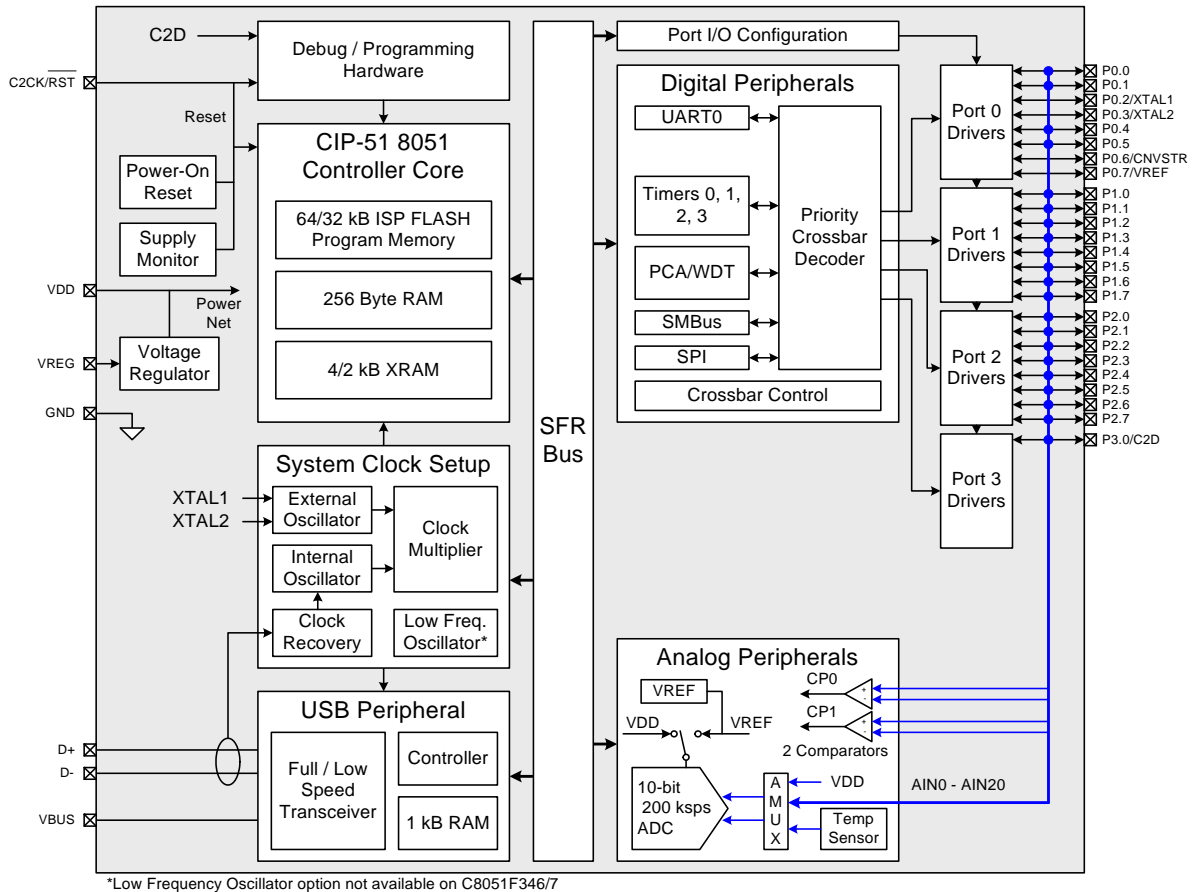 C2D
C2CK/RST
Debug / Programming
Hardware
Reset
Power-On
Reset
Supply
Monitor
VDD
Power
Net
VREG
Voltage
Regulator
GND
CIP-51 8051
Controller Core
64/32 kB ISP FLASH
Program Memory
256 Byte RAM
4/2 kB XRAM
System Clock Setup
XTAL1
XTAL2
External
Oscillator
Internal
Oscillator
Clock
Recovery
Clock
Multiplier
Low Freq.
Oscillator*
USB Peripheral
D+
D-
VBUS
Full / Low
Speed
Transceiver
Controller
1 kB RAM
SFR
Bus
Port I/O Configuration
Digital Peripherals
UART0
Timers 0, 1,
2, 3
PCA/WDT
SMBus
SPI
Priority
Crossbar
Decoder
Crossbar Control
Port 0
Drivers
Port 1
Drivers
Port 2
Drivers
Port 3
Drivers
P0.0
P0.1
P0.2/XTAL1
P0.3/XTAL2
P0.4
P0.5
P0.6/CNVSTR
P0.7/VREF
P1.0
P1.1
P1.2
P1.3
P1.4
P1.5
P1.6
P1.7
P2.0
P2.1
P2.2
P2.3
P2.4
P2.5
P2.6
P2.7
P3.0/C2D
Analog Peripherals
VREF
VDD
VREF
CP0
+
-
CP1
+
-
2 Comparators
10-bit
200 ksps
ADC
A
M
U
X
VDD
AIN0 - AIN20
Temp
Sensor
*Low Frequency Oscillator option not available on C8051F346/7